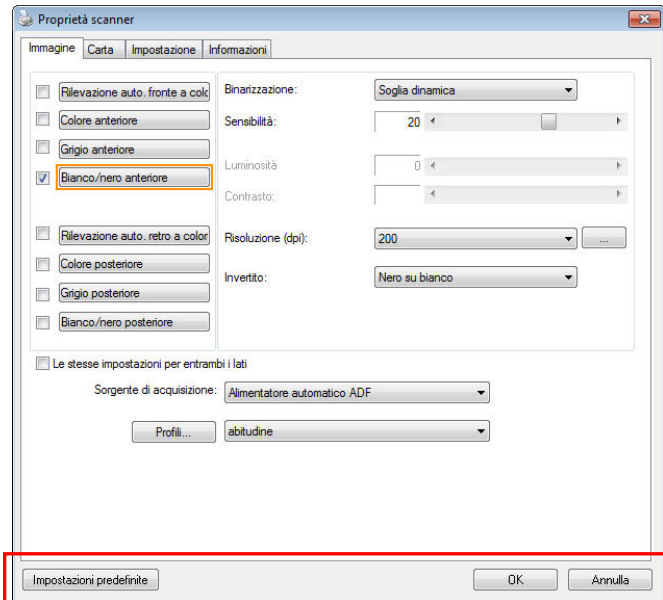 Proprietà scanner
Immagine Carta Impostazione Informazioni
Rilevazione auto. fronte a colo
Colore anteriore
Grigio anteriore
Bianco/nero anteriore
Rilevazione auto. retro a color
Colore posteriore
Grigio posteriore
Bianco/nero posteriore
Binarizzazione: Soglia dinamica
Sensibilità: 20
Luminosità 0
Contrasto:
Risoluzione (dpi): 200 ...
Invertito: Nero su bianco
Le stesse impostazioni per entrambi i lati
Sorgente di acquisizione: Alimentatore automatico ADF
Profili... abitudine
Impostazioni predefinite OK Annulla